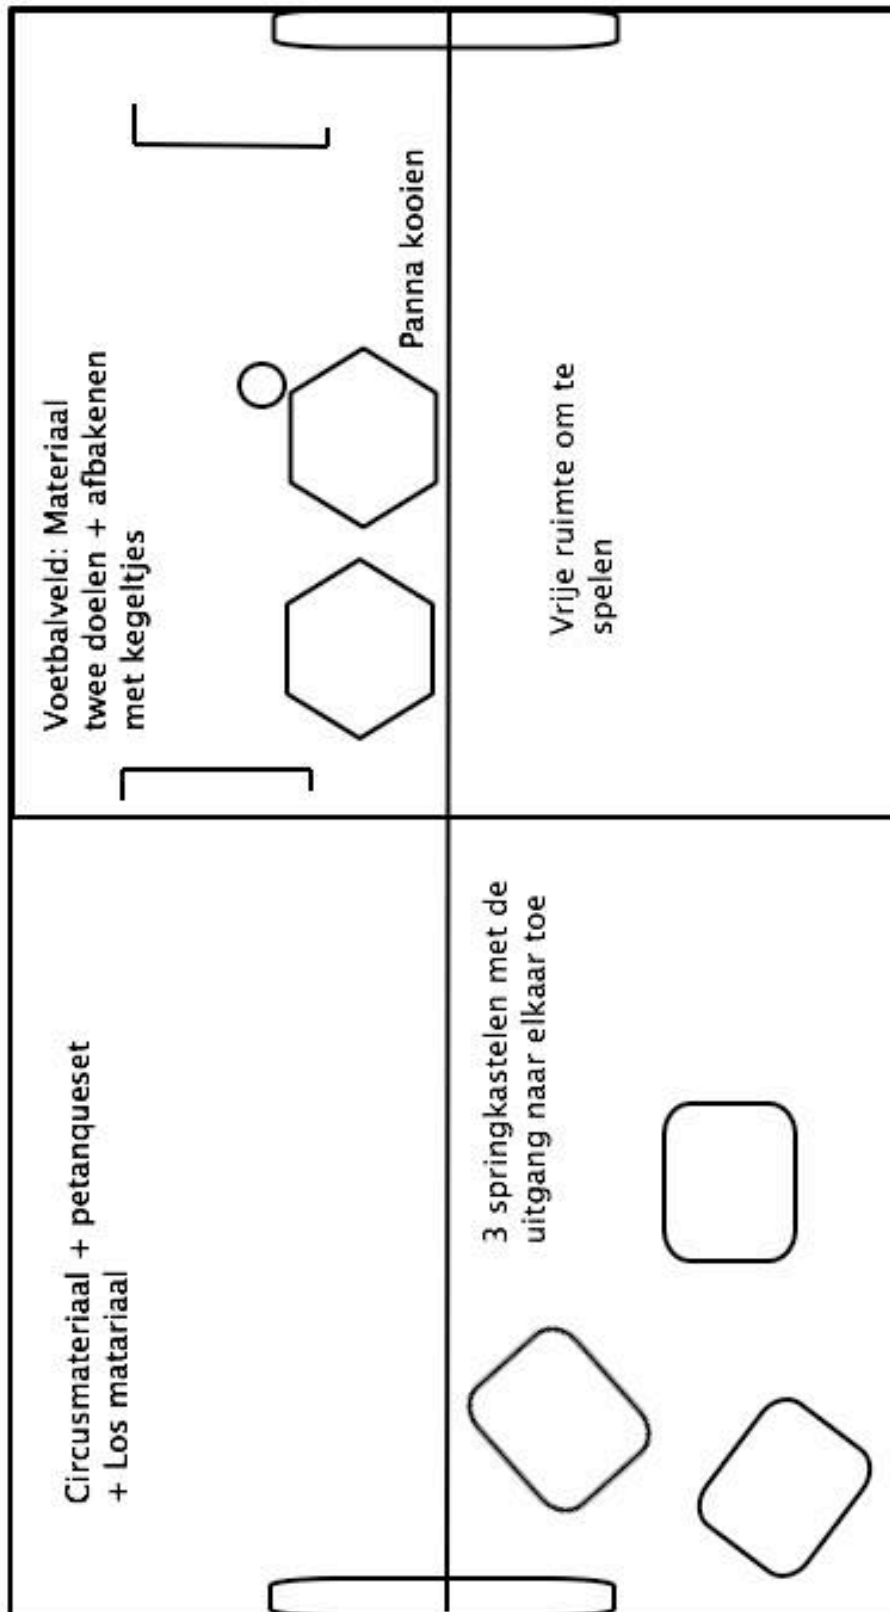 Circusmateriaal + petanqueset
+ Los matariaal
Voetbalveld: Materiaal
twee doelen + afbakenen
met kegeltjes
Panna kooien
3 springkastelen met de
uitgang naar elkaar toe
Vrije ruimte om te
spelen